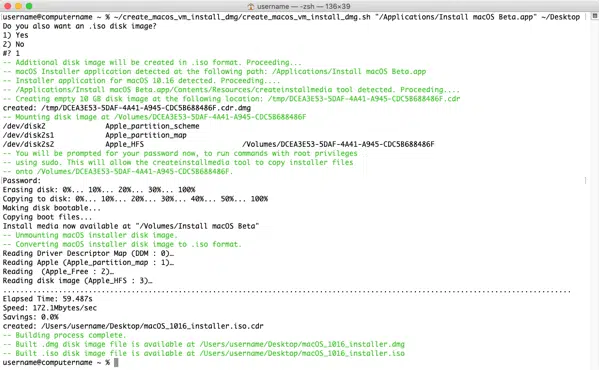 username — -zsh — 136×39
username@computername ~ % ~/create_macos_vm_install_dmg/create_macos_vm_install_dmg.sh "/Applications/Install macOS Beta.app" ~/Desktop
Do you also want an .iso disk image?
1) Yes
2) No
#? 1
-- Additional disk image will be created in .iso format. Proceeding...
-- macOS Installer application detected at the following path: /Applications/Install macOS Beta.app
-- Installer application for macOS 10.16 detected. Proceeding....
-- /Applications/Install macOS Beta.app/Contents/Resources/createinstallmedia tool detected. Proceeding....
-- Creating empty 10 GB disk image at the following location: /tmp/DCEA3E53-5DAF-4A41-A945-CDC5B688486F.cdr
created: /tmp/DCEA3E53-5DAF-4A41-A945-CDC5B688486F.cdr.dmg
-- Mounting disk image at /Volumes/DCEA3E53-5DAF-4A41-A945-CDC5B688486F
/dev/disk2 Apple_partition_scheme
/dev/disk2s1 Apple_partition_map
/dev/disk2s2 Apple_HFS /Volumes/DCEA3E53-5DAF-4A41-A945-CDC5B688486F
-- You will be prompted for your password now, to run commands with root privileges
-- using sudo. This will allow the createinstallmedia tool to copy installer files
-- onto /Volumes/DCEA3E53-5DAF-4A41-A945-CDC5B688486F.
Password:
Erasing disk: 0%... 10%... 20%... 30%... 100%
Copying to disk: 0%... 10%... 20%... 30%... 40%... 50%... 100%
Making disk bootable...
Copying boot files...
Install media now available at "/Volumes/Install macOS Beta"
-- Unmounting macOS installer disk image.
-- Converting macOS installer disk image to .iso format.
Reading Driver Descriptor Map (DDM : 0)…
Reading Apple (Apple_partition_map : 1)…
Reading  (Apple_Free : 2)…
Reading disk image (Apple_HFS : 3)…
...............................................................................................................................
Elapsed Time: 59.487s
Speed: 172.1Mbytes/sec
Savings: 0.0%
created: /Users/username/Desktop/macOS_1016_installer.iso.cdr
-- Building process complete.
-- Built .dmg disk image file is available at /Users/username/Desktop/macOS_1016_installer.dmg
-- Built .iso disk image file is available at /Users/username/Desktop/macOS_1016_installer.iso
username@computername ~ %